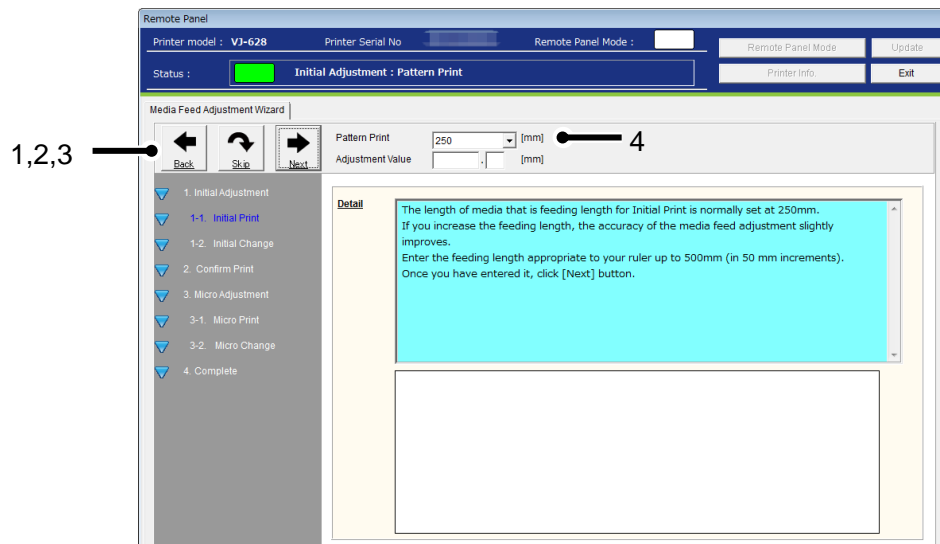 Remote Panel
Printer model : VJ-628 Printer Serial No Remote Panel Mode : Remote Panel Mode Update
Status : Initial Adjustment : Pattern Print Printer Info. Exit
Media Feed Adjustment Wizard
1,2,3
Back Skip Next
Pattern Print 250 [mm] 4
Adjustment Value . [mm]
1. Initial Adjustment
1-1. Initial Print
1-2. Initial Change
2. Confirm Print
3. Micro Adjustment
3-1. Micro Print
3-2. Micro Change
4. Complete
Detail
The length of media that is feeding length for Initial Print is normally set at 250mm.
If you increase the feeding length, the accuracy of the media feed adjustment slightly
improves.
Enter the feeding length appropriate to your ruler up to 500mm (in 50 mm increments).
Once you have entered it, click [Next] button.